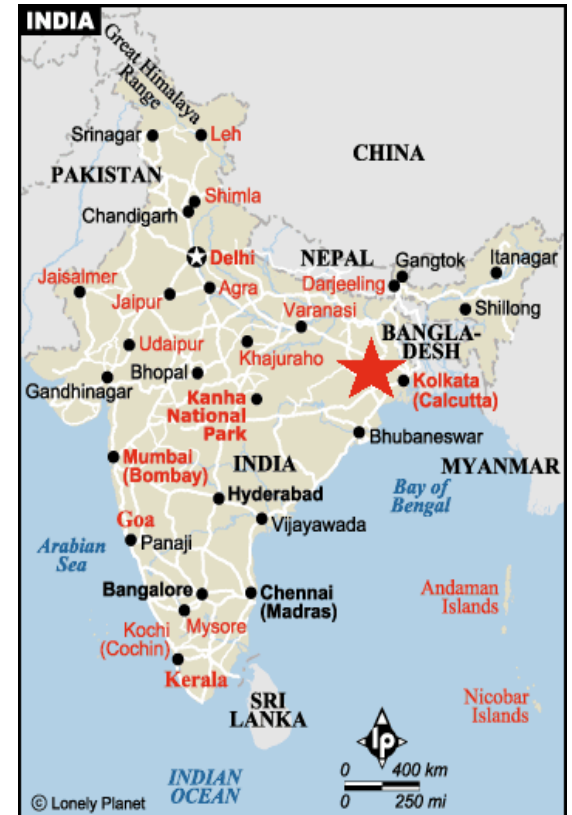 INDIA
Great Himalaya
Range
Srinagar
Leh
CHINA
PAKISTAN
Shimla
Chandigarh
Delhi
NEPAL
Gangtok
Itanagar
Jaisalmer
Jaipur
Agra
Darjeeling
Varanasi
Shillong
BANGLA-
DESH
Udaipur
Khajuraho
Bhopal
Gandhinagar
Kolkata
(Calcutta)
Kanha
National
Park
Bhubaneswar
Mumbai
(Bombay)
INDIA
MYANMAR
Bay of
Bengal
Hyderabad
Goa
Vijayawada
Arabian
Sea
Panaji
Bangalore
Chennai
(Madras)
Andaman
Islands
Kochi
(Cochin)
Mysore
Kerala
SRI
LANKA
Nicobar
Islands
lp
INDIAN
OCEAN
0 400 km
0 250 mi
© Lonely Planet